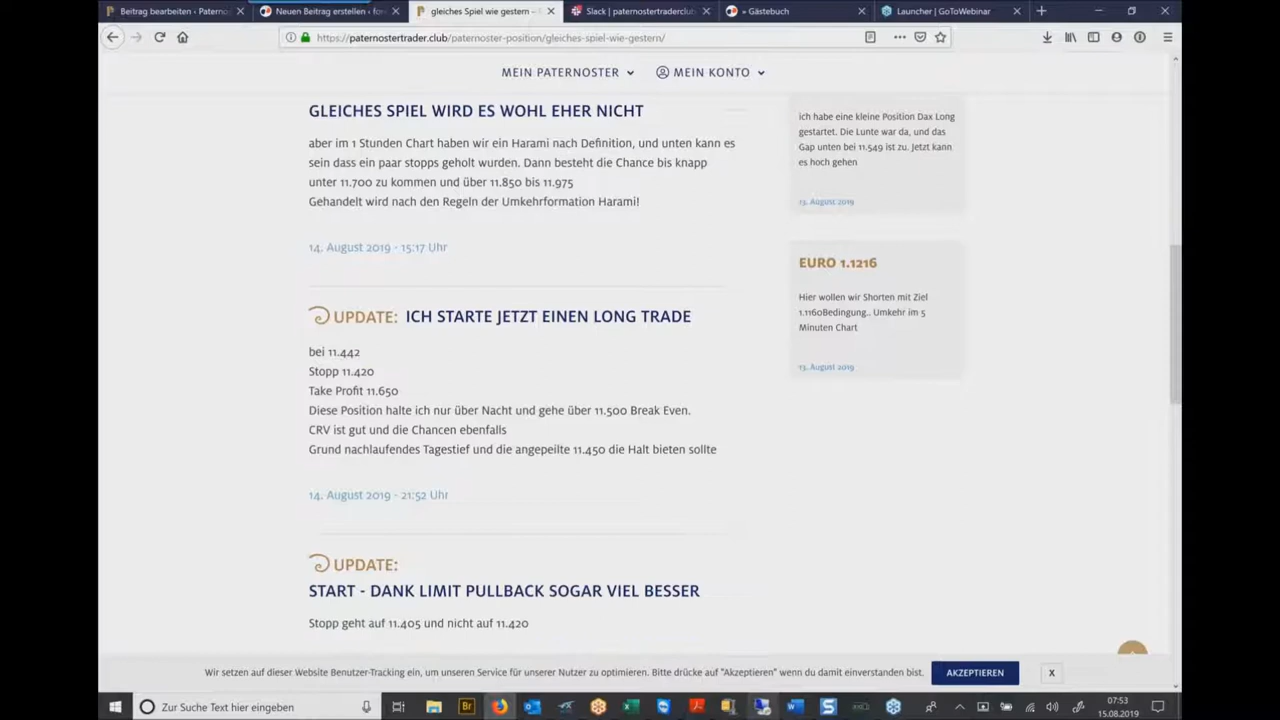 Beitrag bearbeiten ‹ Paterno
Neuen Beitrag erstellen ‹ for
gleiches Spiel wie gestern –
Slack | paternostertraderclub
» Gästebuch
Launcher | GoToWebinar
https://paternostertrader.club/paternoster-position/gleiches-spiel-wie-gestern/
MEIN PATERNOSTER
MEIN KONTO
GLEICHES SPIEL WIRD ES WOHL EHER NICHT
aber im 1 Stunden Chart haben wir ein Harami nach Definition, und unten kann es
sein dass ein paar stopps geholt wurden. Dann besteht die Chance bis knapp
unter 11.700 zu kommen und über 11.850 bis 11.975
Gehandelt wird nach den Regeln der Umkehrformation Harami!
14. August 2019 - 15:17 Uhr
UPDATE: ICH STARTE JETZT EINEN LONG TRADE
bei 11.442
Stopp 11.420
Take Profit 11.650
Diese Position halte ich nur über Nacht und gehe über 11.500 Break Even.
CRV ist gut und die Chancen ebenfalls
Grund nachlaufendes Tagestief und die angepeilte 11.450 die Halt bieten sollte
14. August 2019 - 21:52 Uhr
UPDATE:
START - DANK LIMIT PULLBACK SOGAR VIEL BESSER
Stopp geht auf 11.405 und nicht auf 11.420
ich habe eine kleine Position Dax Long
gestartet. Die Lunte war da, und das
Gap unten bei 11.549 ist zu. Jetzt kann
es hoch gehen
13. August 2019
EURO 1.1216
Hier wollen wir Shorten mit Ziel
1.1160Bedingung.. Umkehr im 5
Minuten Chart
13. August 2019
Wir setzen auf dieser Website Benutzer-Tracking ein, um unseren Service für unserer Nutzer zu optimieren. Bitte drücke auf "Akzeptieren" wenn du damit einverstanden bist.
AKZEPTIEREN
X
Zur Suche Text hier eingeben
Br
07:53
15.08.2019